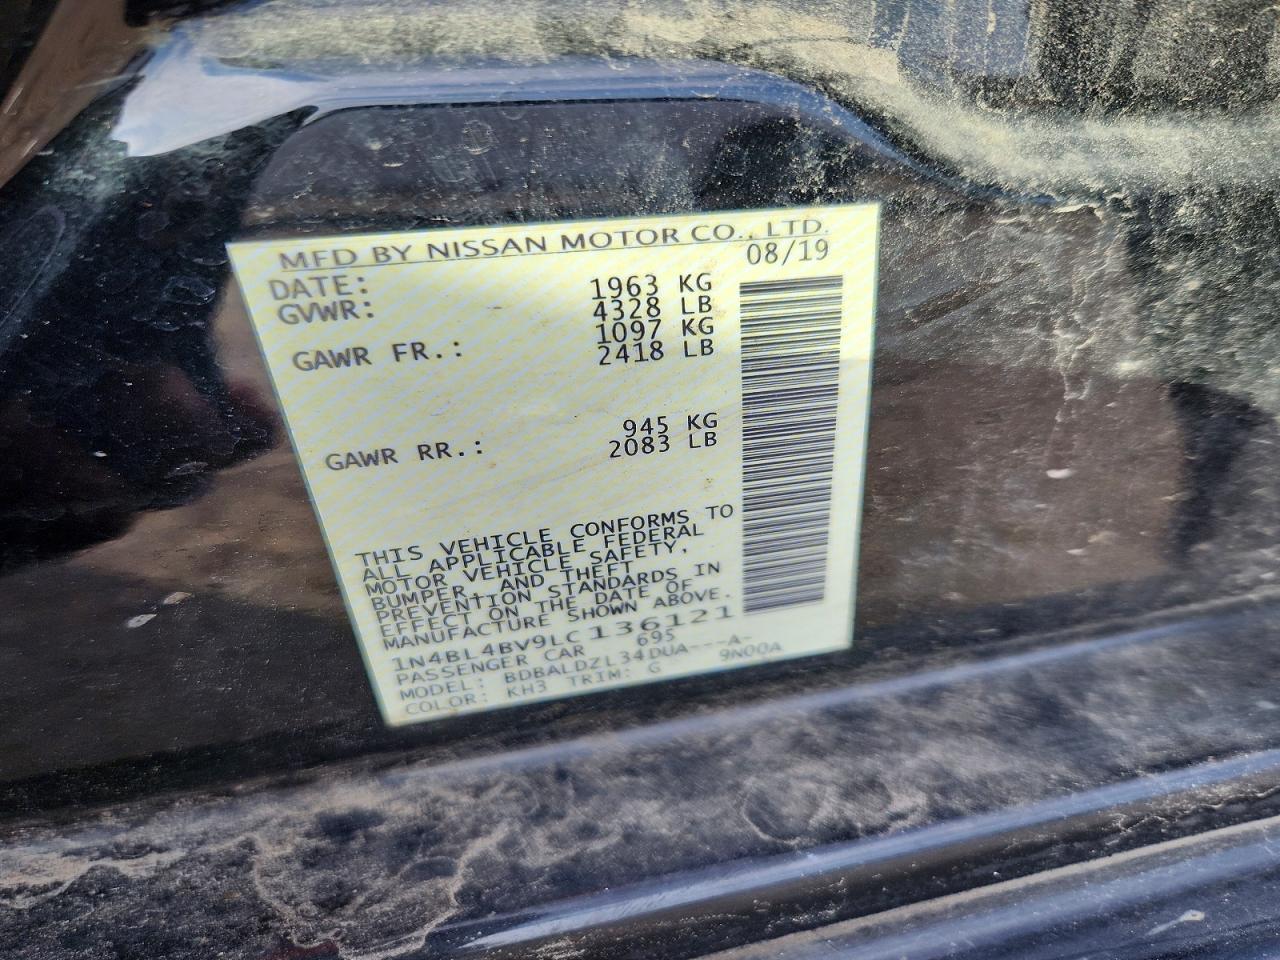 MFD BY NISSAN MOTOR CO., LTD.
DATE: 08/19
GVWR: 1963 KG
4328 LB
GAWR FR.: 1097 KG
2418 LB
GAWR RR.: 945 KG
2083 LB
THIS VEHICLE CONFORMS TO
ALL APPLICABLE FEDERAL
MOTOR VEHICLE SAFETY,
BUMPER, AND THEFT
PREVENTION STANDARDS IN
EFFECT ON THE DATE OF
MANUFACTURE SHOWN ABOVE.
1N4BL4BV9LC136121
PASSENGER CAR 695
MODEL: BDBALDZL34DUA---A-
COLOR: KH3 TRIM: G 9N00A